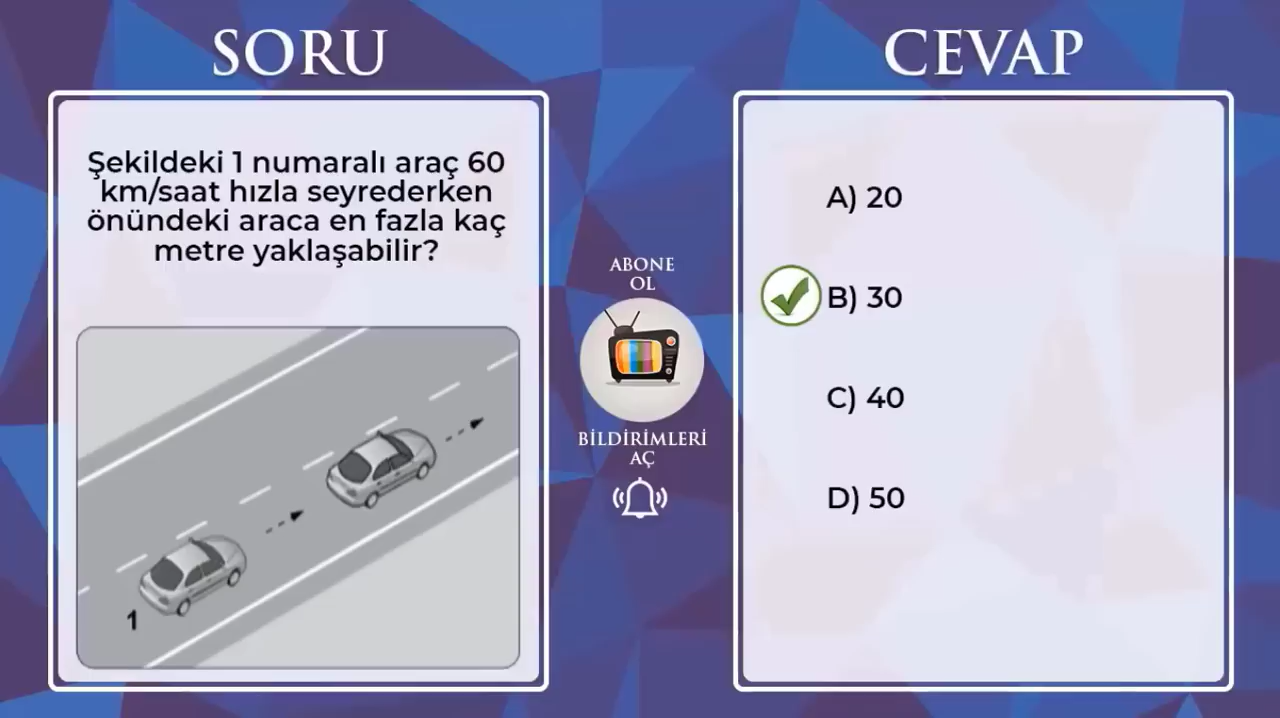 SORU
Şekildeki 1 numaralı araç 60
km/saat hızla seyrederken
önündeki araca en fazla kaç
metre yaklaşabilir?
1
ABONE
OL
BİLDİRİMLERİ
AÇ
CEVAP
A) 20
B) 30
C) 40
D) 50